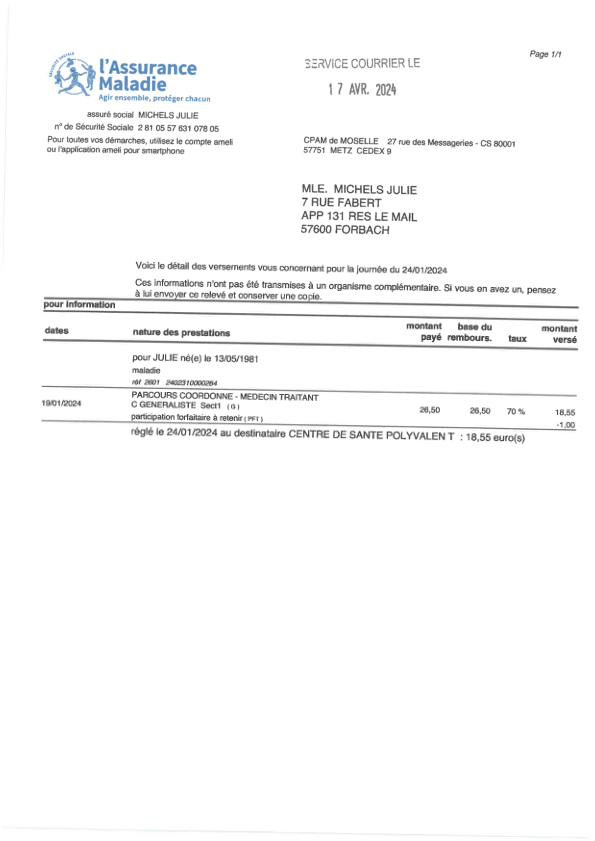 Page 1/1
SÉCURITÉ SOCIALE
l'Assurance
Maladie
Agir ensemble, protéger chacun
SERVICE COURRIER LE
17 AVR. 2024
assuré social MICHELS JULIE
n° de Sécurité Sociale 2 81 05 57 631 078 05
Pour toutes vos démarches, utilisez le compte ameli
ou l'application ameli pour smartphone
CPAM de MOSELLE 27 rue des Messageries - CS 80001
57751 METZ CEDEX 9
MLE. MICHELS JULIE
7 RUE FABERT
APP 131 RES LE MAIL
57600 FORBACH
Voici le détail des versements vous concernant pour la journée du 24/01/2024
Ces informations n'ont pas été transmises à un organisme complémentaire. Si vous en avez un, pensez
à lui envoyer ce relevé et conserver une copie.
pour information
dates nature des prestations montant payé base du rembours. taux montant versé
pour JULIE né(e) le 13/05/1981
maladie
réf 2601 2402310000264
PARCOURS COORDONNE - MEDECIN TRAITANT
19/01/2024 C GENERALISTE Sect1 (G) 26,50 26,50 70 % 18,55
participation forfaitaire à retenir (PFT) -1,00
réglé le 24/01/2024 au destinataire CENTRE DE SANTE POLYVALEN T : 18,55 euro(s)